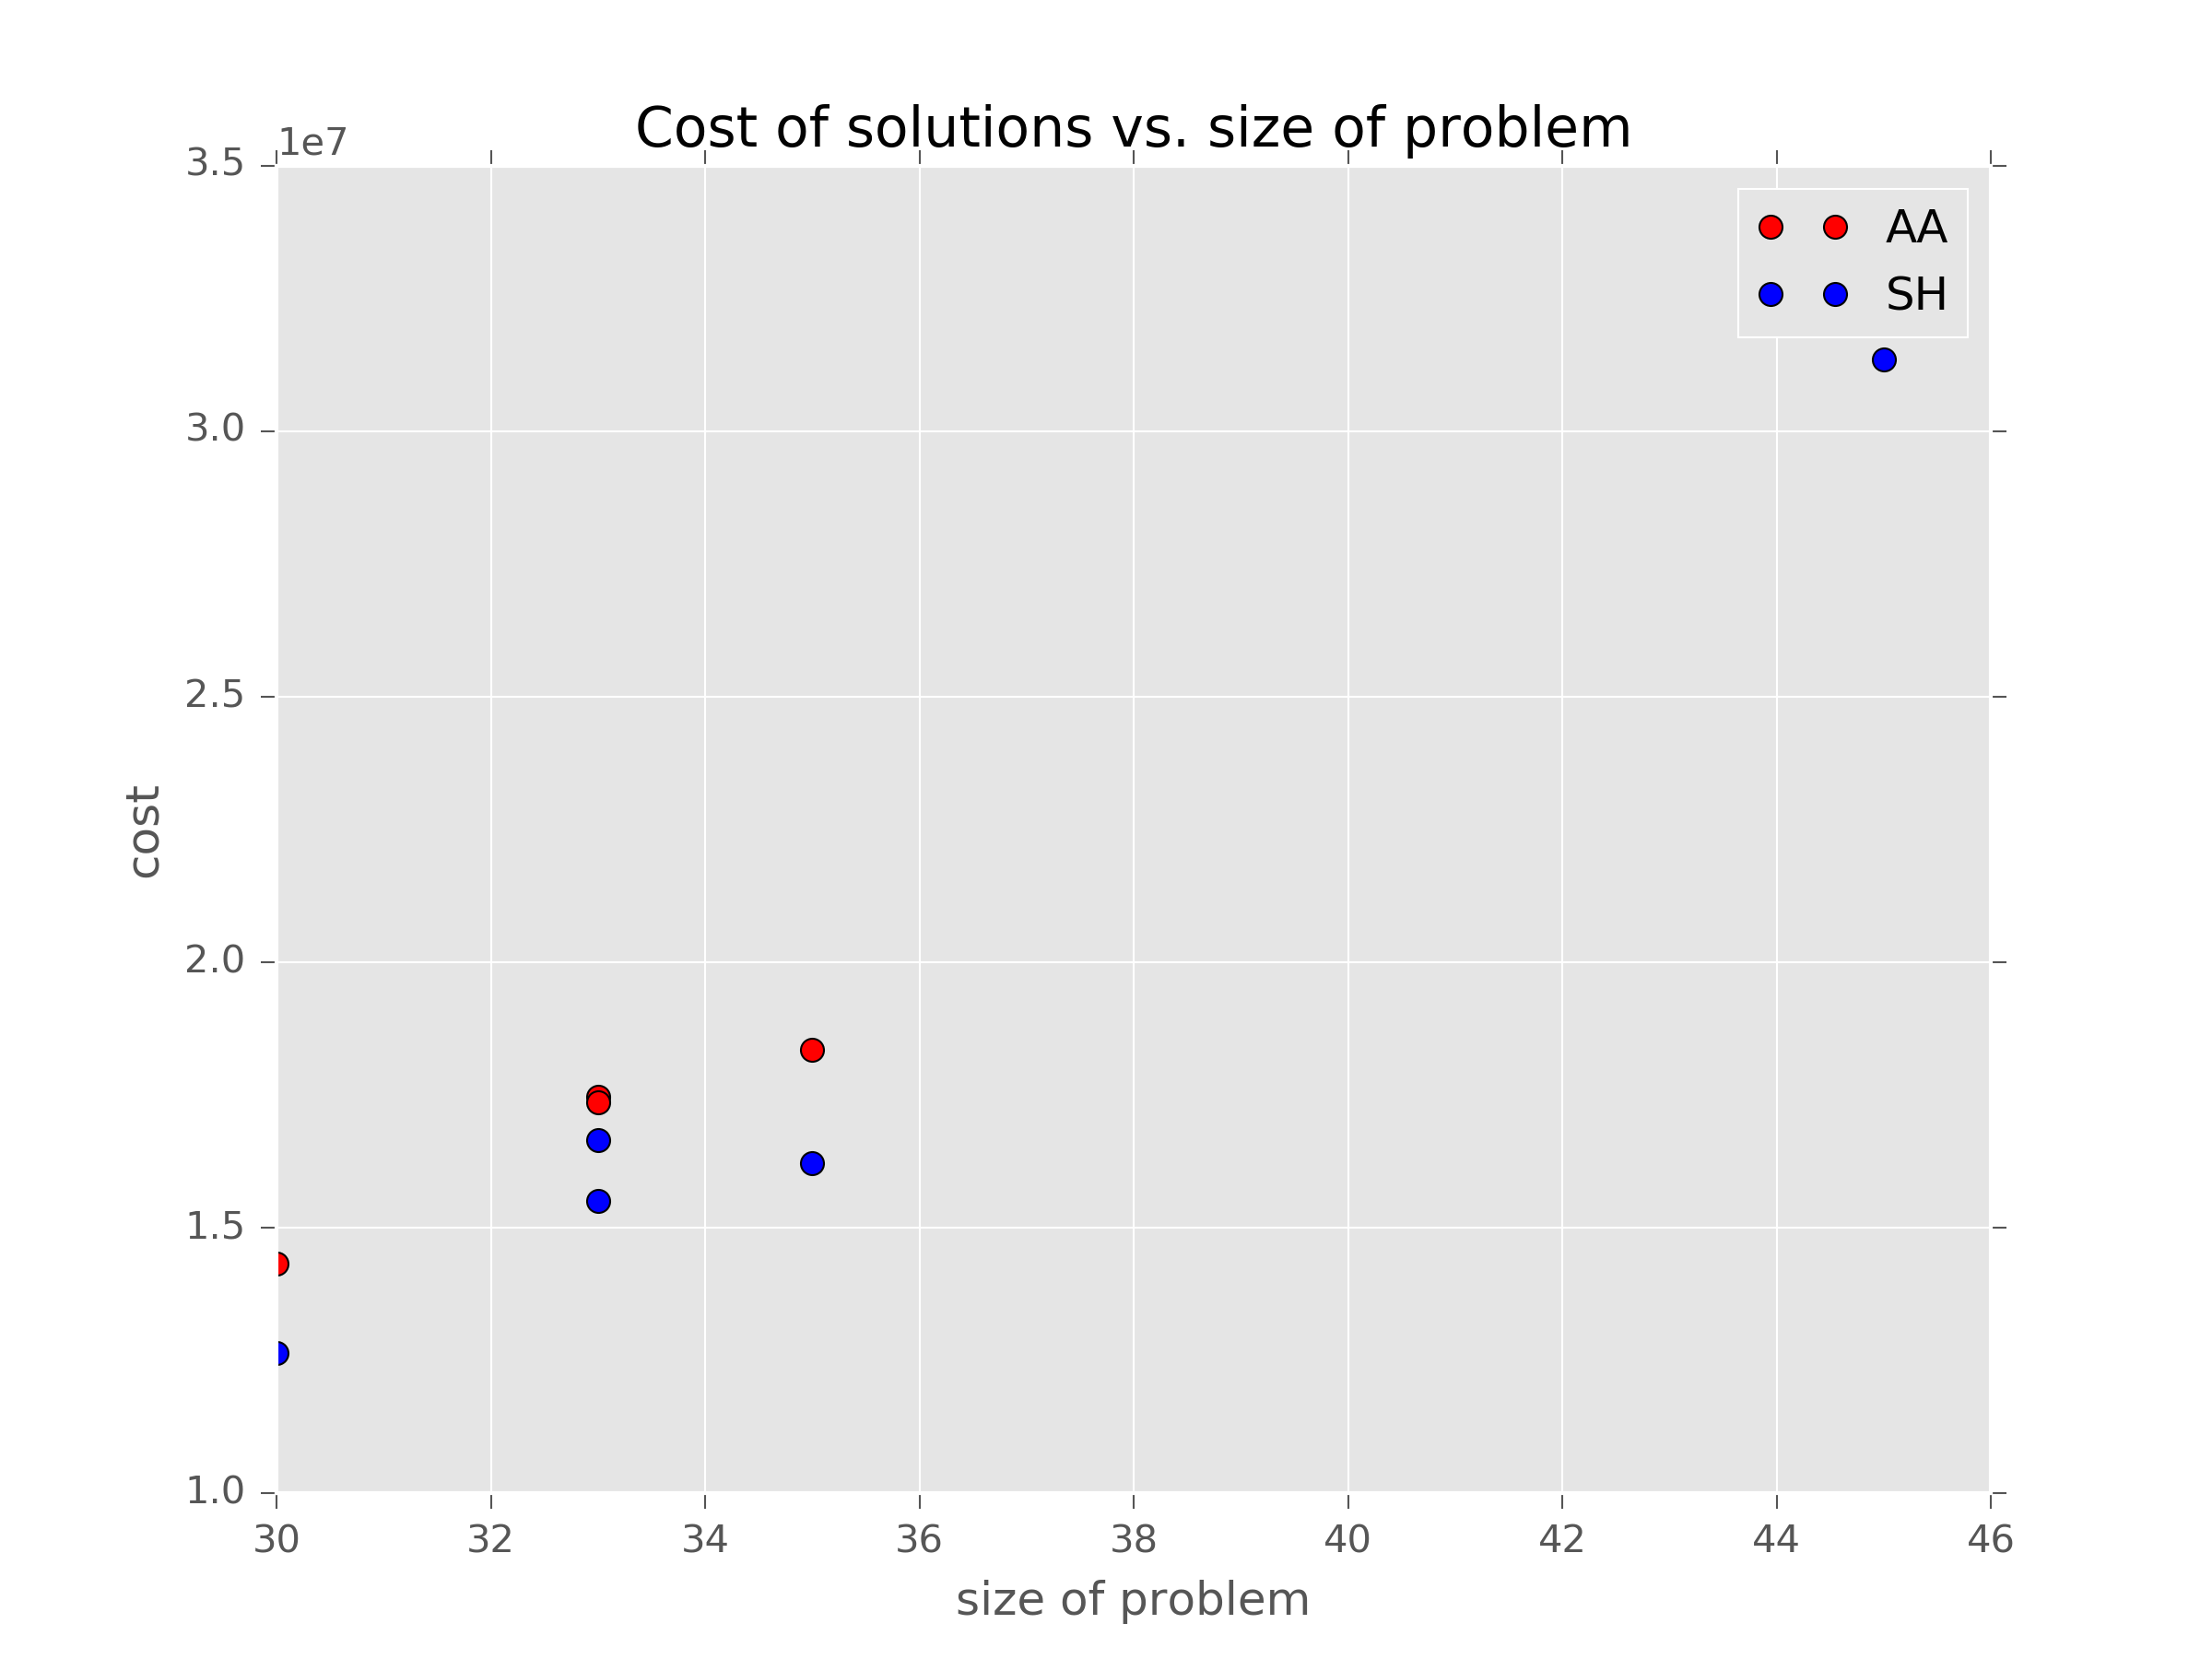 Cost of solutions vs. size of problem
1e7
3.5
3.0
2.5
2.0
1.5
1.0
cost
AA
SH
30 32 34 36 38 40 42 44 46
size of problem